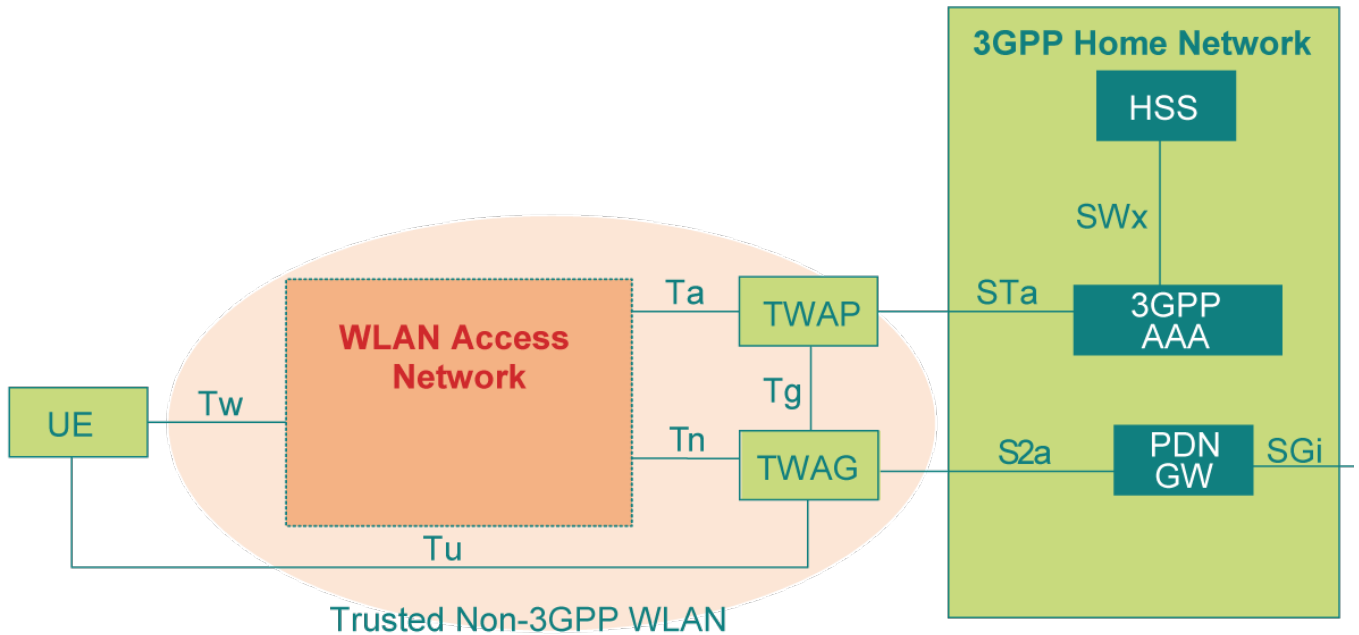 3GPP Home Network
HSS
SWx
Ta
TWAP
STa
3GPP
AAA
WLAN Access
Network
Tg
UE
Tw
Tn
TWAG
S2a
PDN
GW
SGi
Tu
Trusted Non-3GPP WLAN